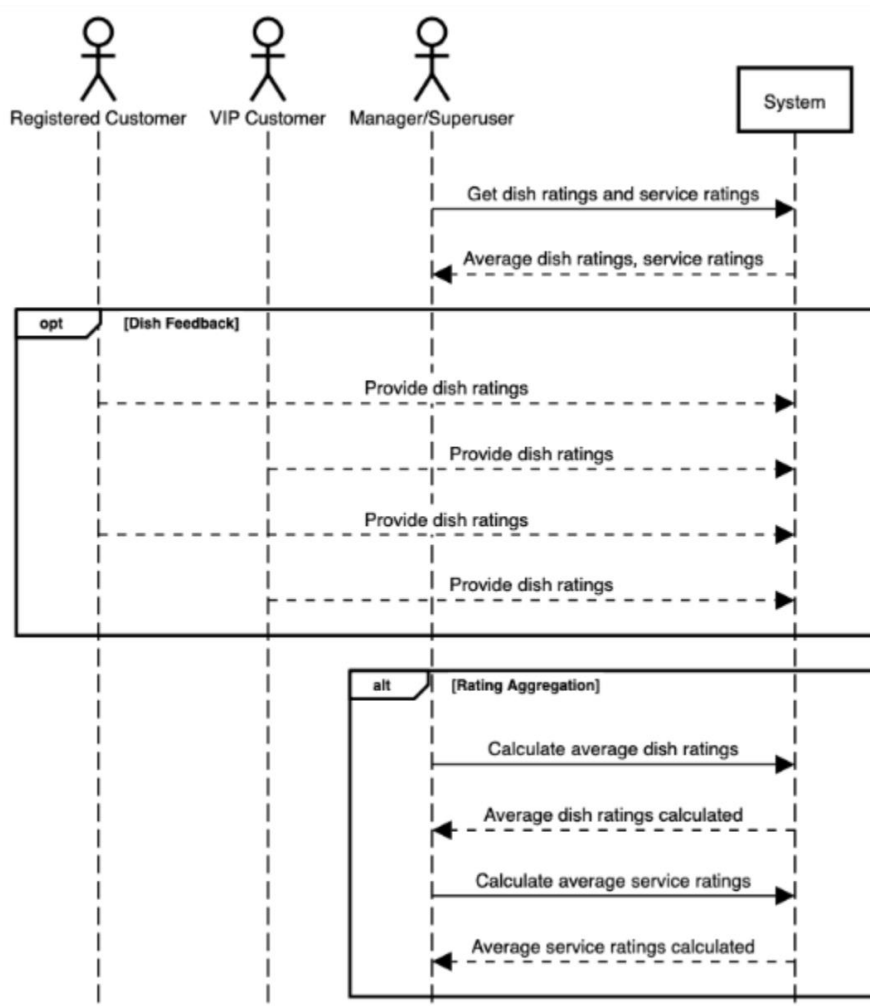 Registered Customer
VIP Customer
Manager/Superuser
System
Get dish ratings and service ratings
Average dish ratings, service ratings
opt
[Dish Feedback]
Provide dish ratings
Provide dish ratings
Provide dish ratings
Provide dish ratings
alt
[Rating Aggregation]
Calculate average dish ratings
Average dish ratings calculated
Calculate average service ratings
Average service ratings calculated